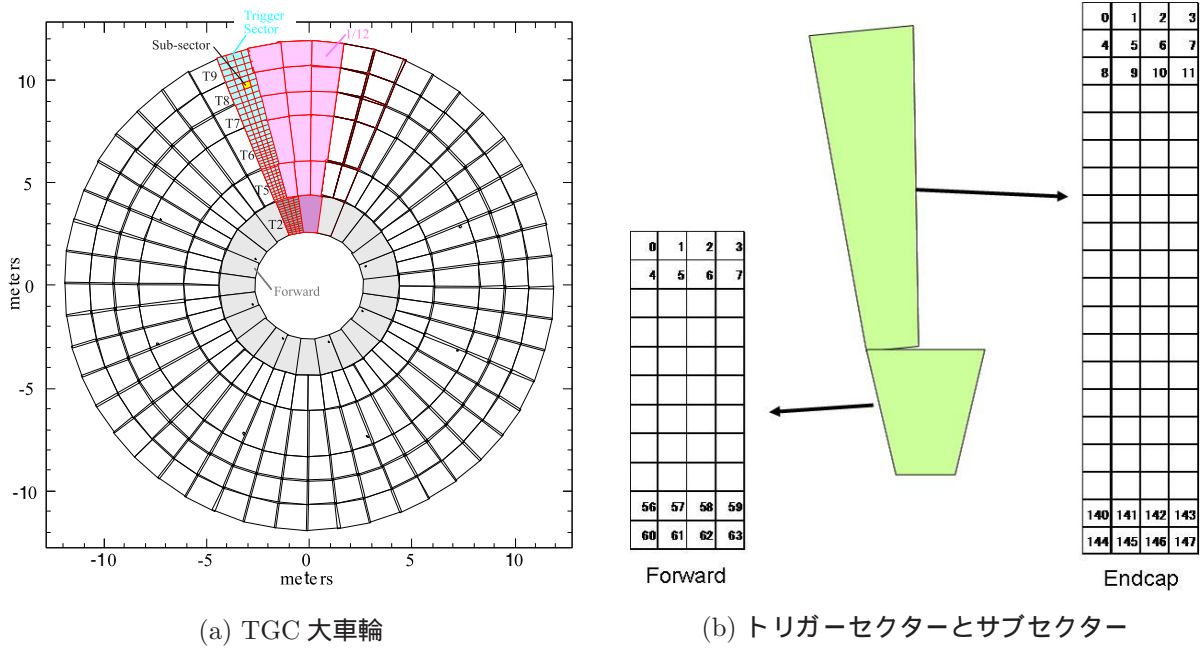 Trigger
Sector
Sub-sector
1/12
T9
T8
T7
T6
T5
T2
Forward
10
5
0
-5
-10
meters
-10 -5 0 5 10
meters
(a) TGC 大車輪
0 1 2 3
4 5 6 7
56 57 58 59
60 61 62 63
Forward
0 1 2 3
4 5 6 7
8 9 10 11
140 141 142 143
144 145 146 147
Endcap
(b) トリガーセクターとサブセクター